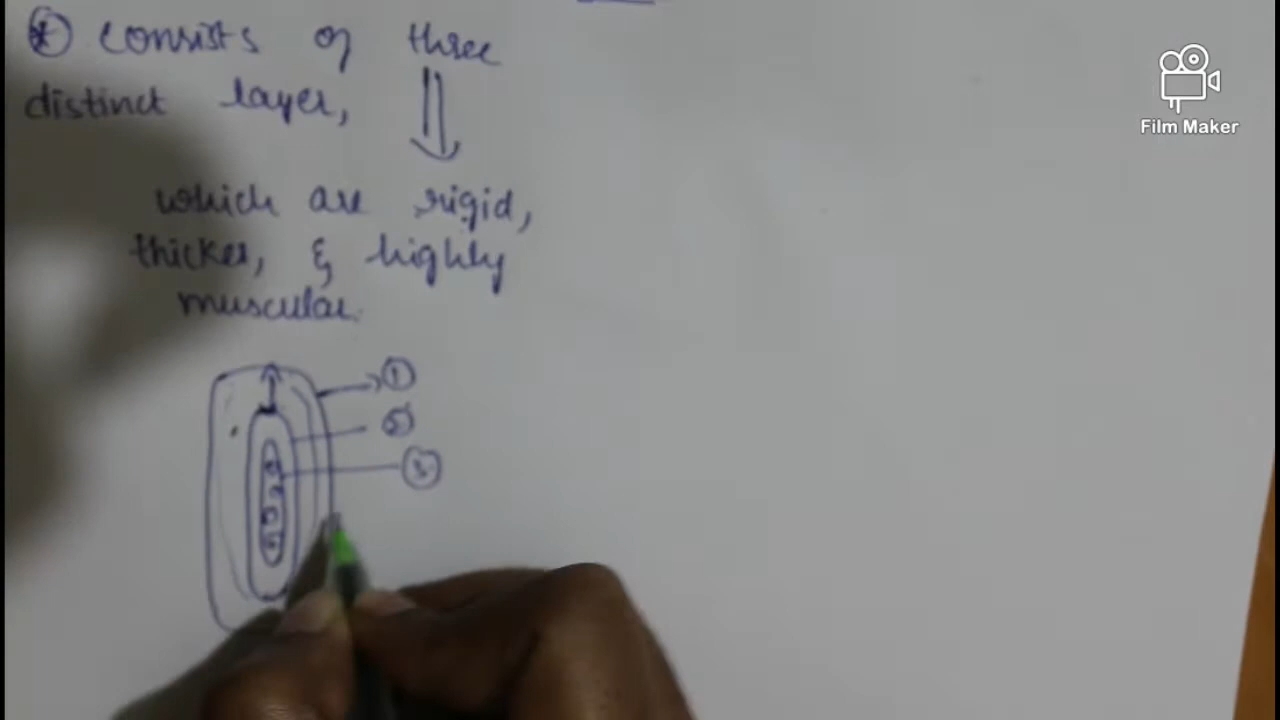 * consists of three
distinct layer,
which are rigid,
thicker, & highly
muscular.
1
2
3
Film Maker